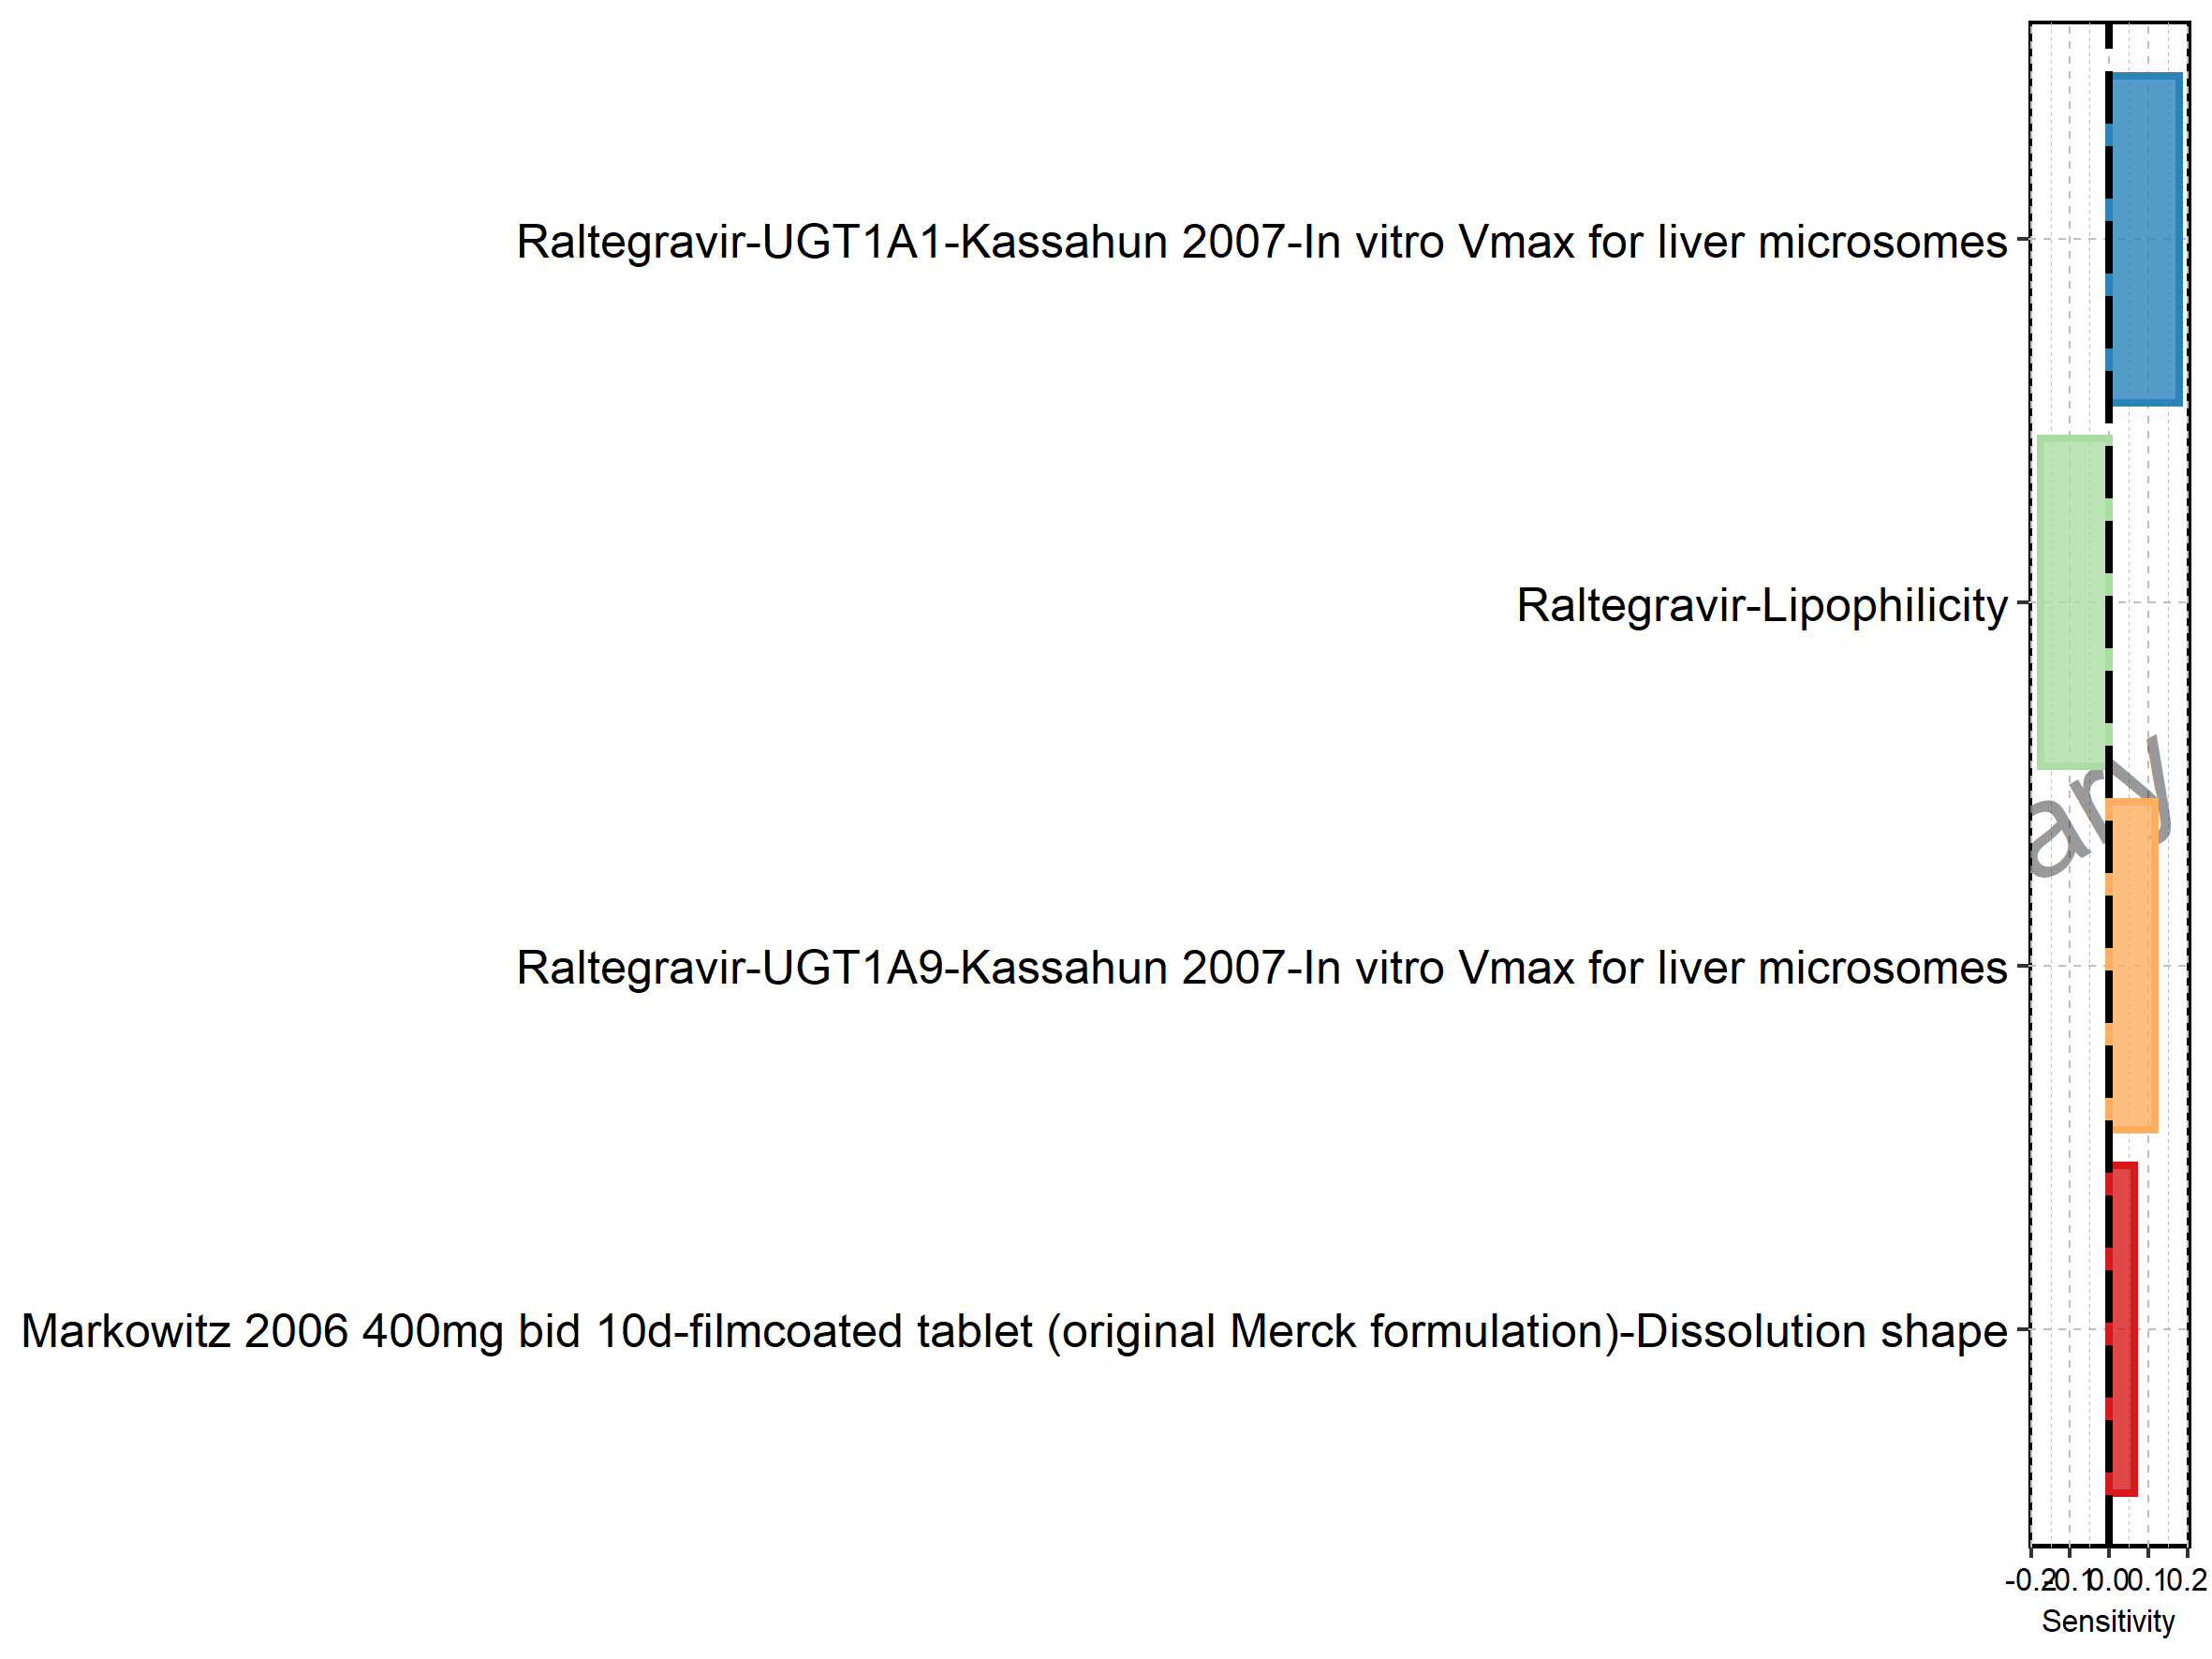 Raltegravir-UGT1A1-Kassahun 2007-In vitro Vmax for liver microsomes
Raltegravir-Lipophilicity
ary
Raltegravir-UGT1A9-Kassahun 2007-In vitro Vmax for liver microsomes
Markowitz 2006 400mg bid 10d-filmcoated tablet (original Merck formulation)-Dissolution shape
-0.2 -0.1 0.0 0.1 0.2
Sensitivity